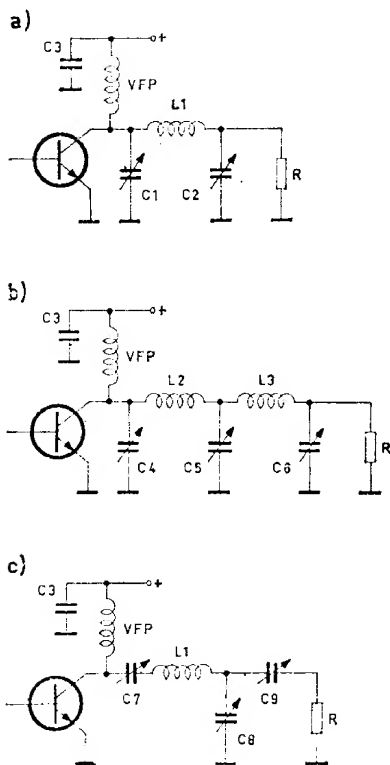 a)
C3
+
VFP
L1
C1
C2
R
b)
C3
+
VFP
L2
L3
C4
C5
C6
R
c)
C3
+
VFP
L1
C7
C9
C8
R